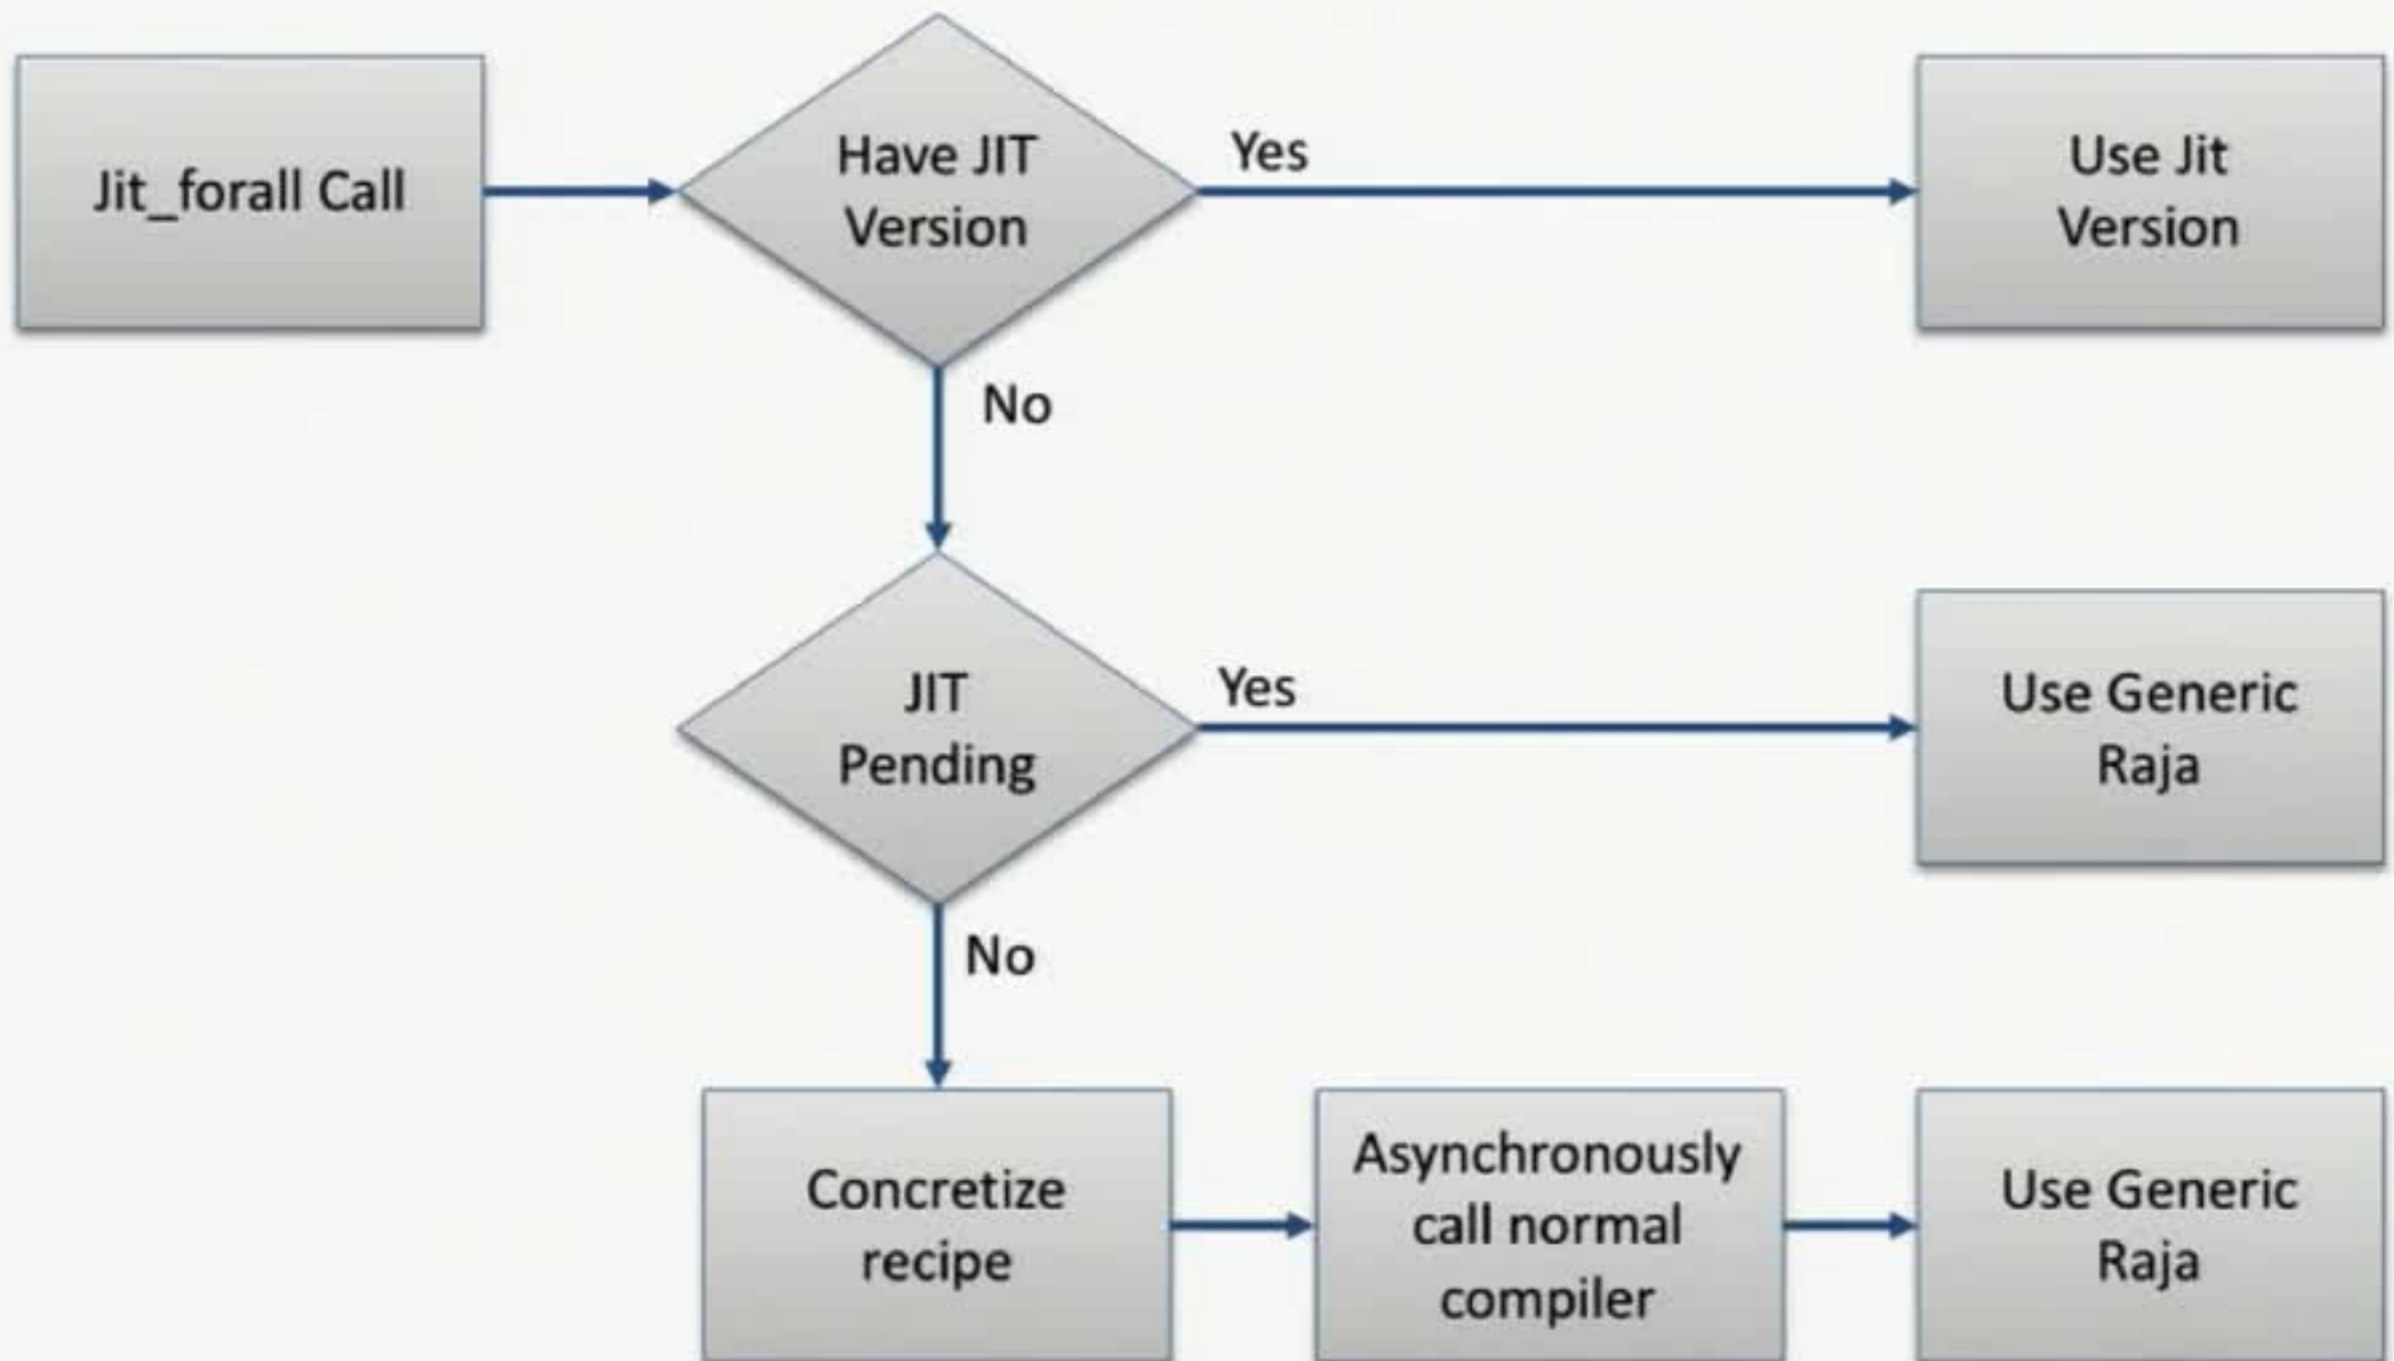 Jit_forall Call
Have JIT
Version
Yes
Use Jit
Version
No
JIT
Pending
Yes
Use Generic
Raja
No
Concretize
recipe
Asynchronously
call normal
compiler
Use Generic
Raja